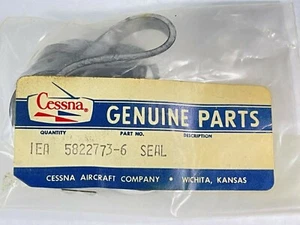 Cessna
GENUINE PARTS
QUANTITY PART NO. DESCRIPTION
1EA 5822773-6 SEAL
CESSNA AIRCRAFT COMPANY • WICHITA, KANSAS